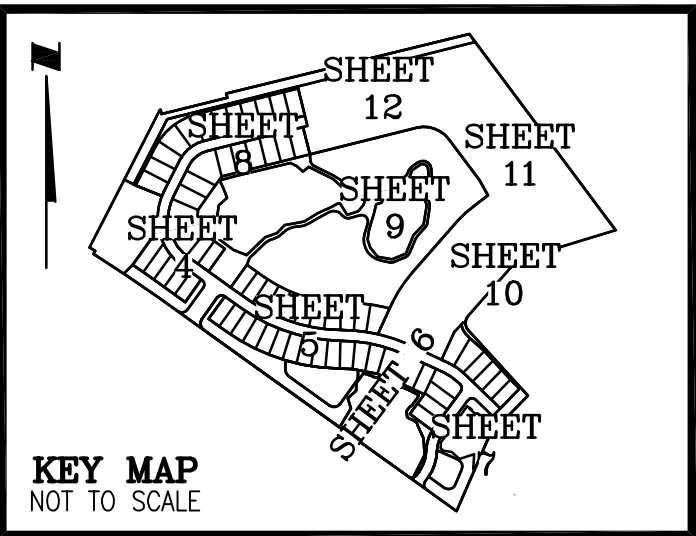 N
SHEET
12
SHEET
8
SHEET
11
SHEET
9
SHEET
4
SHEET
10
SHEET
5
SHEET 6
SHEET
7
KEY MAP
NOT TO SCALE